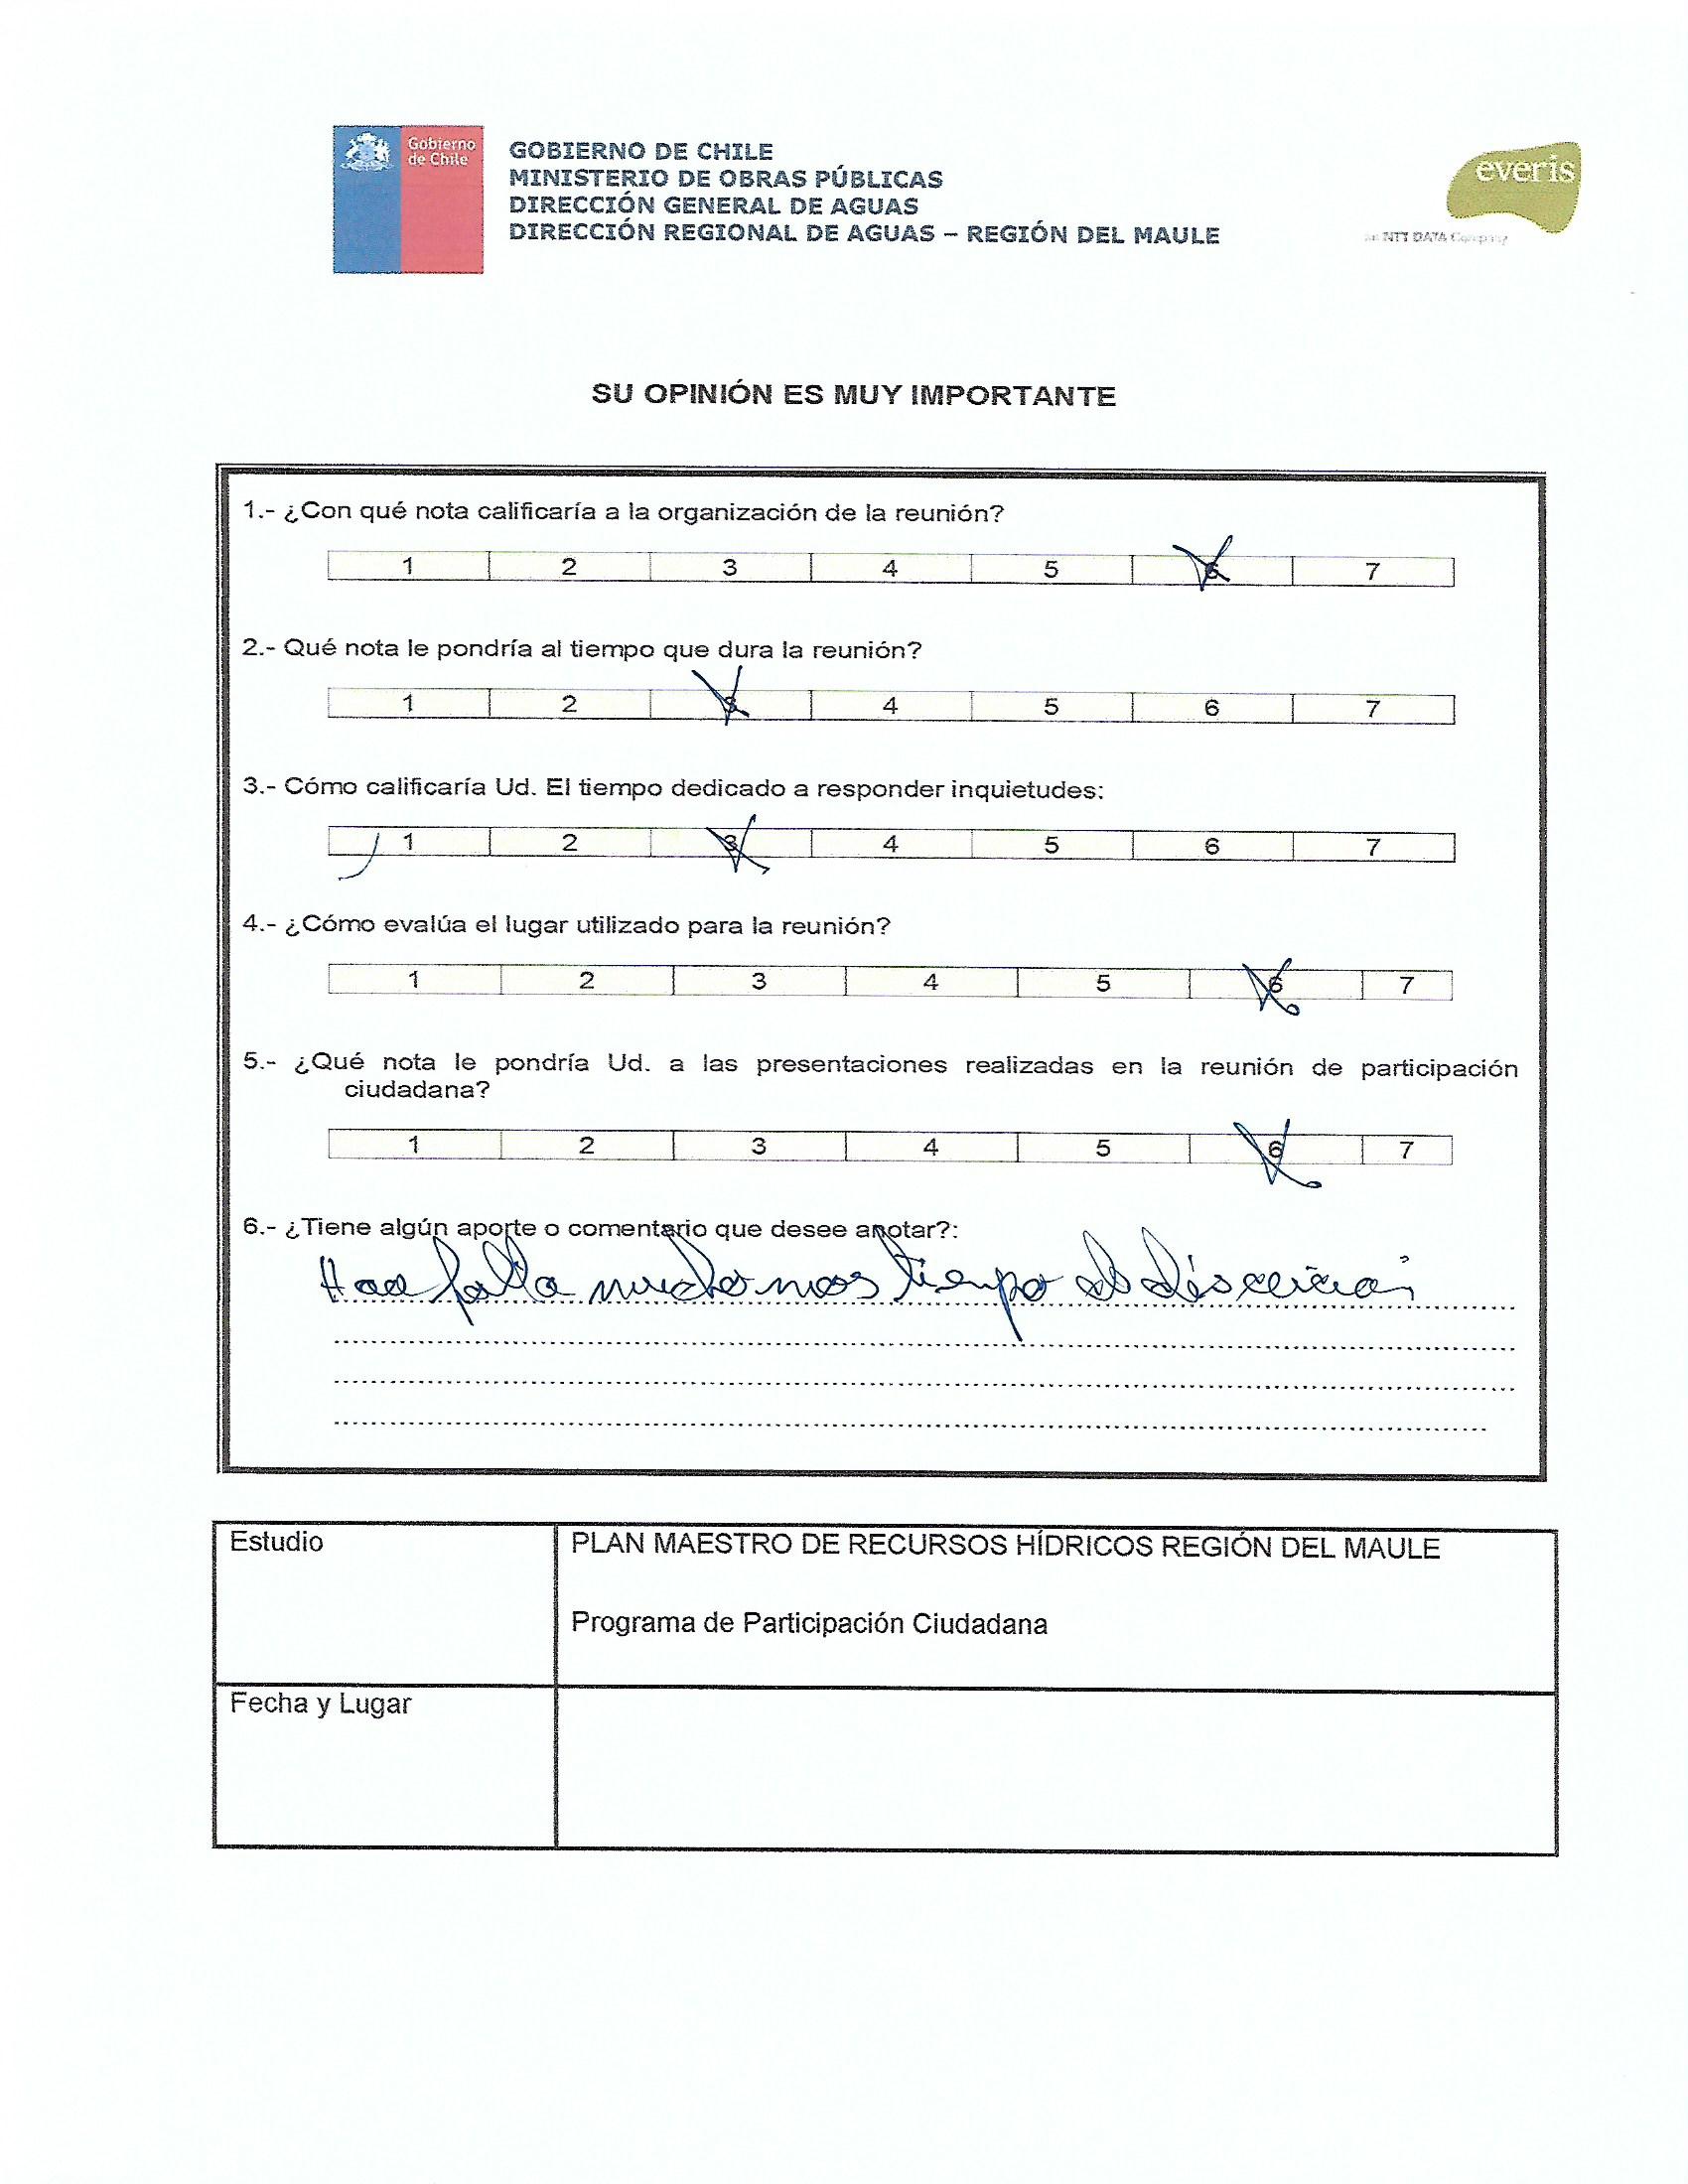 Gobierno
de Chile
GOBIERNO DE CHILE
MINISTERIO DE OBRAS PÚBLICAS
DIRECCIÓN GENERAL DE AGUAS
DIRECCIÓN REGIONAL DE AGUAS – REGIÓN DEL MAULE
everis
an NTT DATA Company
SU OPINIÓN ES MUY IMPORTANTE
1.- ¿Con qué nota calificaría a la organización de la reunión?
1 2 3 4 5 6 7
2.- Qué nota le pondría al tiempo que dura la reunión?
1 2 3 4 5 6 7
3.- Cómo calificaría Ud. El tiempo dedicado a responder inquietudes:
1 2 3 4 5 6 7
4.- ¿Cómo evalúa el lugar utilizado para la reunión?
1 2 3 4 5 6 7
5.- ¿Qué nota le pondría Ud. a las presentaciones realizadas en la reunión de participación
ciudadana?
1 2 3 4 5 6 7
6.- ¿Tiene algún aporte o comentario que desee anotar?:
falta mucho mas tiempo de
Estudio
PLAN MAESTRO DE RECURSOS HÍDRICOS REGIÓN DEL MAULE
Programa de Participación Ciudadana
Fecha y Lugar